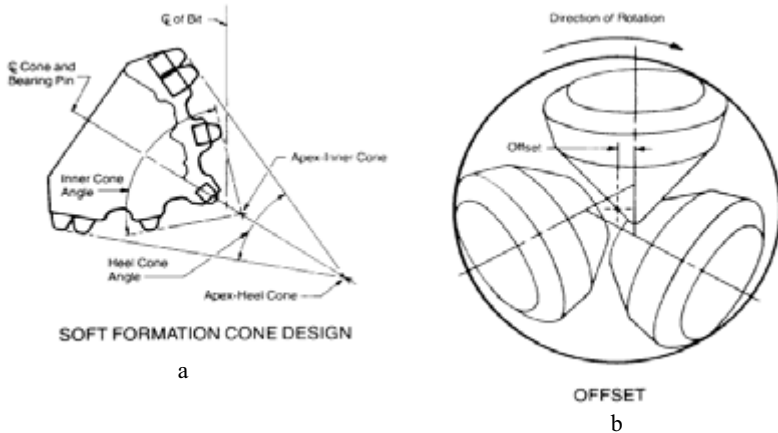 ℄ of Bit
℄ Cone and
Bearing Pin
Apex-Inner Cone
Inner Cone
Angle
Heel Cone
Angle
Apex-Heel Cone
SOFT FORMATION CONE DESIGN
a
Direction of Rotation
Offset
OFFSET
b